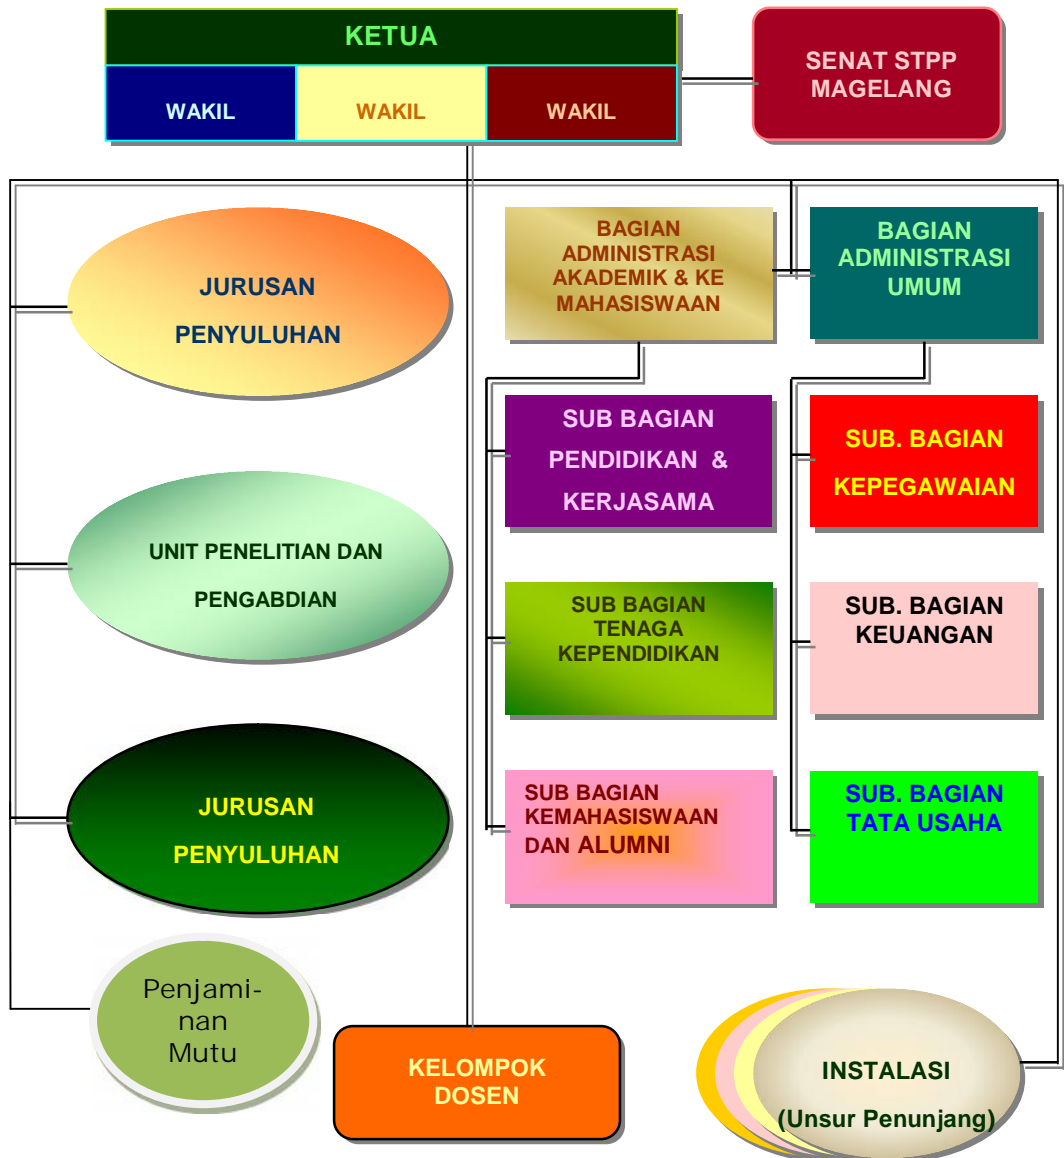 KETUA
WAKIL
WAKIL
WAKIL
SENAT STPP
MAGELANG
JURUSAN
PENYULUHAN
BAGIAN
ADMINISTRASI
AKADEMIK & KE
MAHASISWAAN
BAGIAN
ADMINISTRASI
UMUM
SUB BAGIAN
PENDIDIKAN &
KERJASAMA
SUB. BAGIAN
KEPEGAWAIAN
UNIT PENELITIAN DAN
PENGABDIAN
SUB BAGIAN
TENAGA
KEPENDIDIKAN
SUB. BAGIAN
KEUANGAN
JURUSAN
PENYULUHAN
SUB BAGIAN
KEMAHASISWAAN
DAN ALUMNI
SUB. BAGIAN
TATA USAHA
Penjami-
nan
Mutu
KELOMPOK
DOSEN
INSTALASI
(Unsur Penunjang)